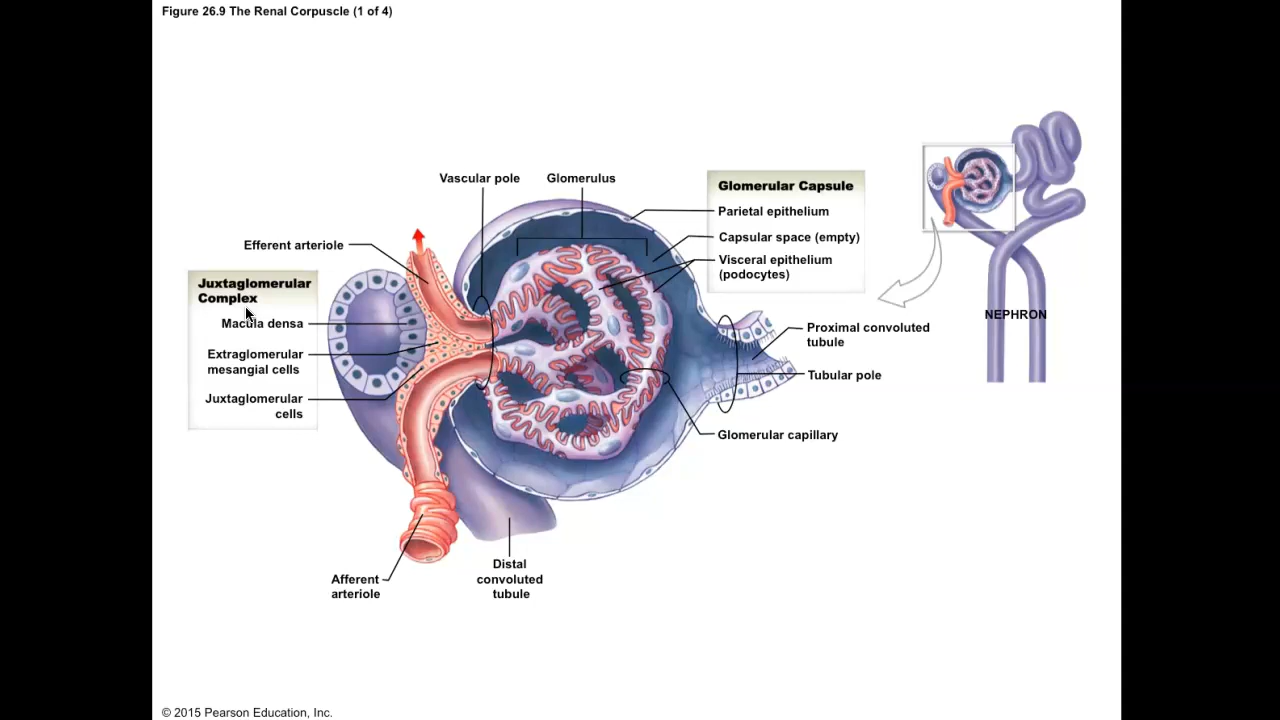 Figure 26.9 The Renal Corpuscle (1 of 4)
Vascular pole
Glomerulus
Glomerular Capsule
Parietal epithelium
Capsular space (empty)
Visceral epithelium
(podocytes)
Efferent arteriole
Juxtaglomerular
Complex
Macula densa
Extraglomerular
mesangial cells
Juxtaglomerular
cells
NEPHRON
Proximal convoluted
tubule
Tubular pole
Glomerular capillary
Afferent
arteriole
Distal
convoluted
tubule
© 2015 Pearson Education, Inc.